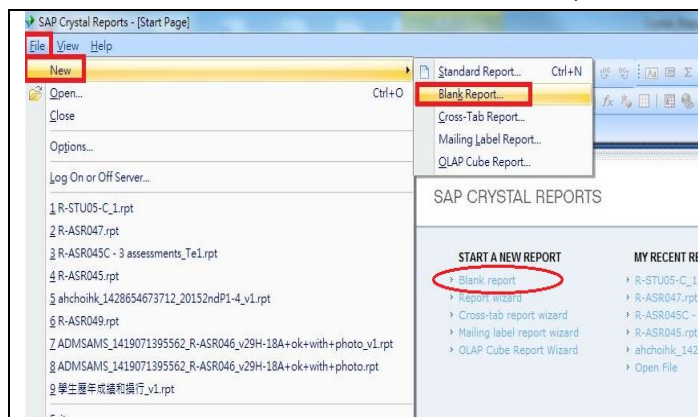 SAP Crystal Reports - [Start Page]
File View Help
New
Open... Ctrl+O
Close
Options...
Log On or Off Server...
1 R-STU05-C_1.rpt
2 R-ASR047.rpt
3 R-ASR045C - 3 assessments_Te1.rpt
4 R-ASR045.rpt
5 ahchoihk_1428654673712_20152ndP1-4_v1.rpt
6 R-ASR049.rpt
7 ADMSAMS_1419071395562_R-ASR046_v29H-18A+ok+with+photo_v1.rpt
8 ADMSAMS_1419071395562_R-ASR046_v29H-18A+ok+with+photo.rpt
9 學生歷年成績和操行_v1.rpt
Standard Report... Ctrl+N
Blank Report...
Cross-Tab Report...
Mailing Label Report...
OLAP Cube Report...
SAP CRYSTAL REPORTS
START A NEW REPORT
Blank report
Report wizard
Cross-tab report wizard
Mailing label report wizard
OLAP Cube Report Wizard
MY RECENT RE
R-STU05-C_1
R-ASR047.rpt
R-ASR045C -
R-ASR045.rpt
ahchoihk_142
Open File